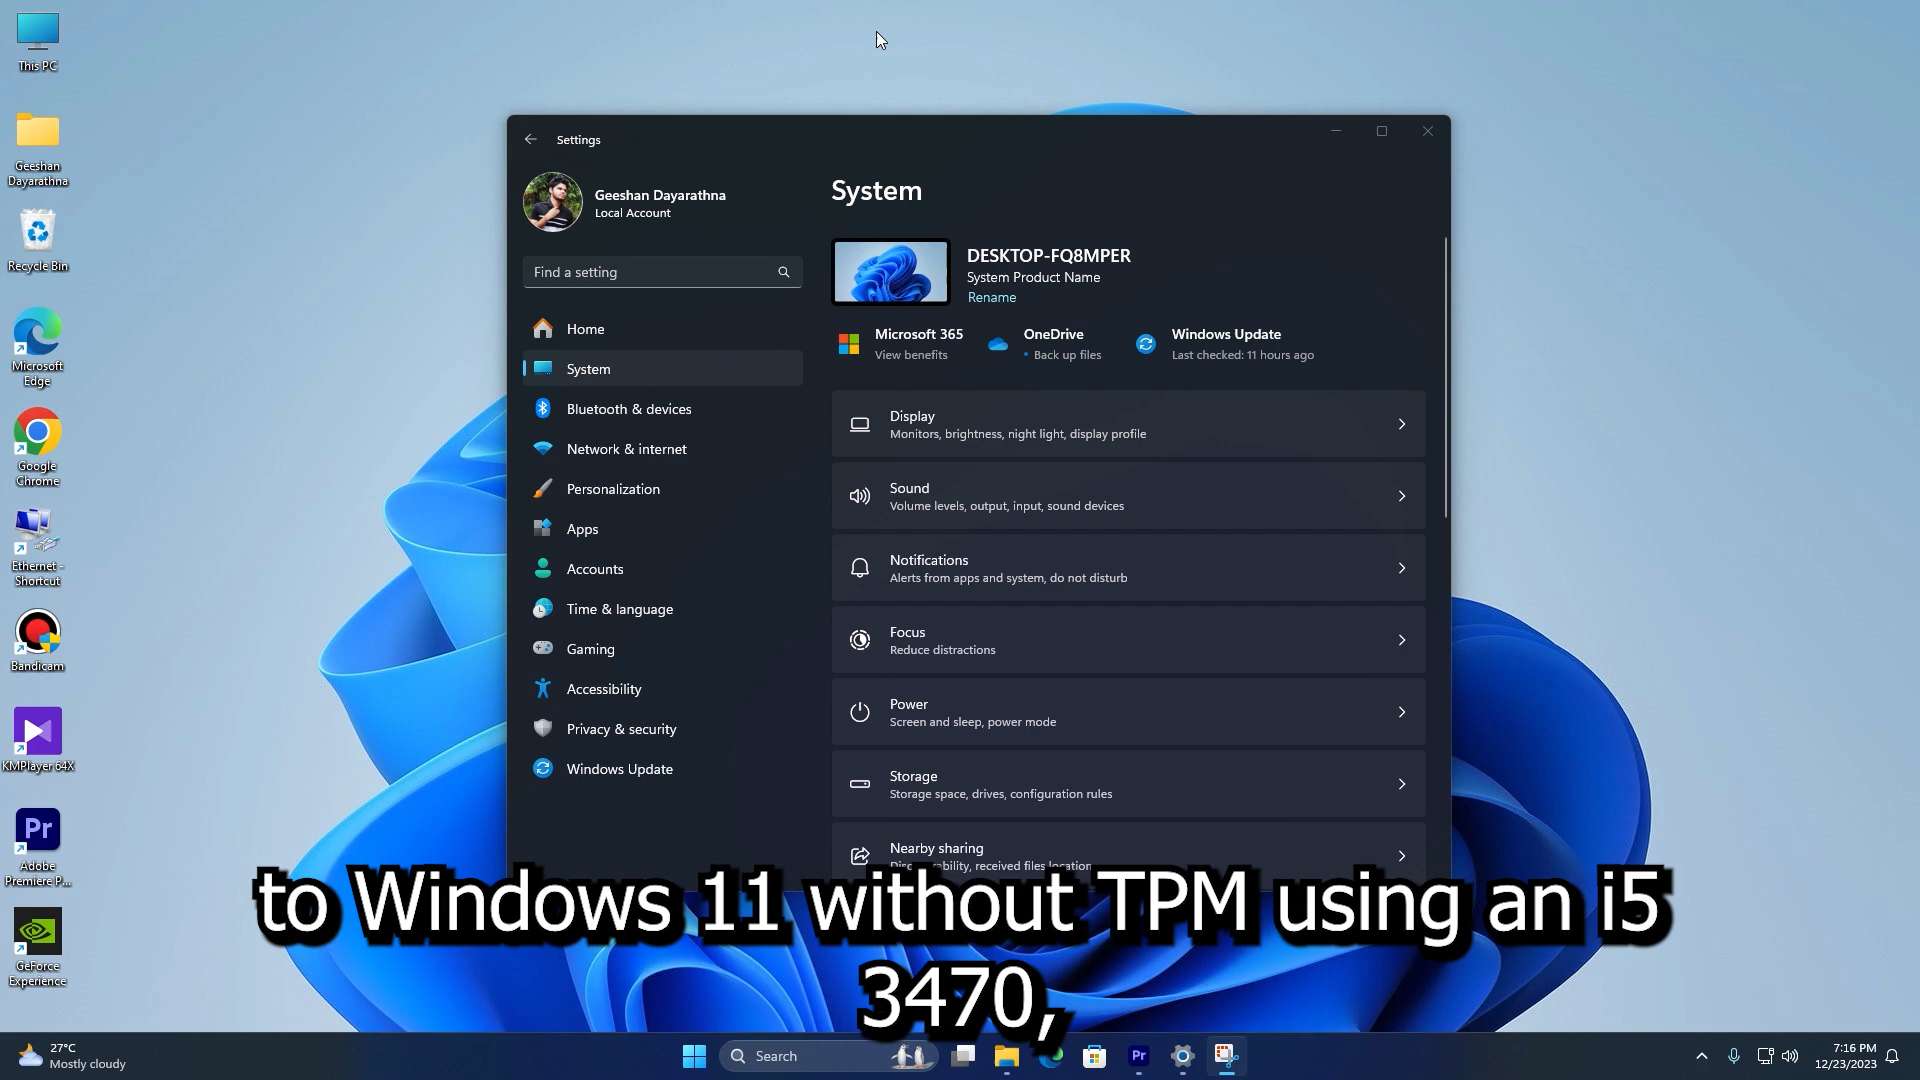 This PC
Geeshan
Dayarathna
Recycle Bin
Microsoft
Edge
Google
Chrome
Ethernet -
Shortcut
Bandicam
KMPlayer 64X
Pr
Adobe
Premiere P...
GeForce
Experience
Settings
Geeshan Dayarathna
Local Account
Find a setting
Home
System
Bluetooth & devices
Network & internet
Personalization
Apps
Accounts
Time & language
Gaming
Accessibility
Privacy & security
Windows Update
System
DESKTOP-FQ8MPER
System Product Name
Rename
Microsoft 365
View benefits
OneDrive
• Back up files
Windows Update
Last checked: 11 hours ago
Display
Monitors, brightness, night light, display profile
Sound
Volume levels, output, input, sound devices
Notifications
Alerts from apps and system, do not disturb
Focus
Reduce distractions
Power
Screen and sleep, power mode
Storage
Storage space, drives, configuration rules
Nearby sharing
received files location
to Windows 11 without TPM using an i5
3470,
27°C
Mostly cloudy
Search
Pr
7:16 PM
12/23/2023